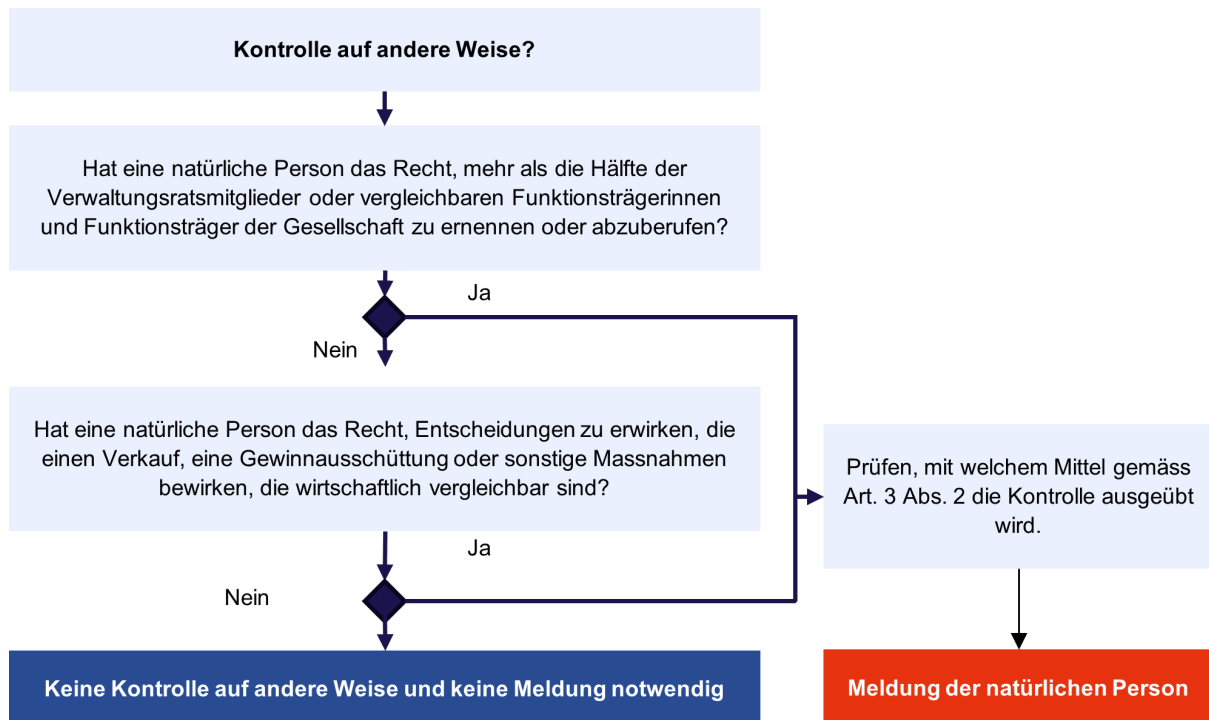 Kontrolle auf andere Weise?
Hat eine natürliche Person das Recht, mehr als die Hälfte der
Verwaltungsratsmitglieder oder vergleichbaren Funktionsträgerinnen
und Funktionsträger der Gesellschaft zu ernennen oder abzuberufen?
Ja
Nein
Hat eine natürliche Person das Recht, Entscheidungen zu erwirken, die
einen Verkauf, eine Gewinnausschüttung oder sonstige Massnahmen
bewirken, die wirtschaftlich vergleichbar sind?
Prüfen, mit welchem Mittel gemäss
Art. 3 Abs. 2 die Kontrolle ausgeübt
wird.
Ja
Nein
Keine Kontrolle auf andere Weise und keine Meldung notwendig
Meldung der natürlichen Person